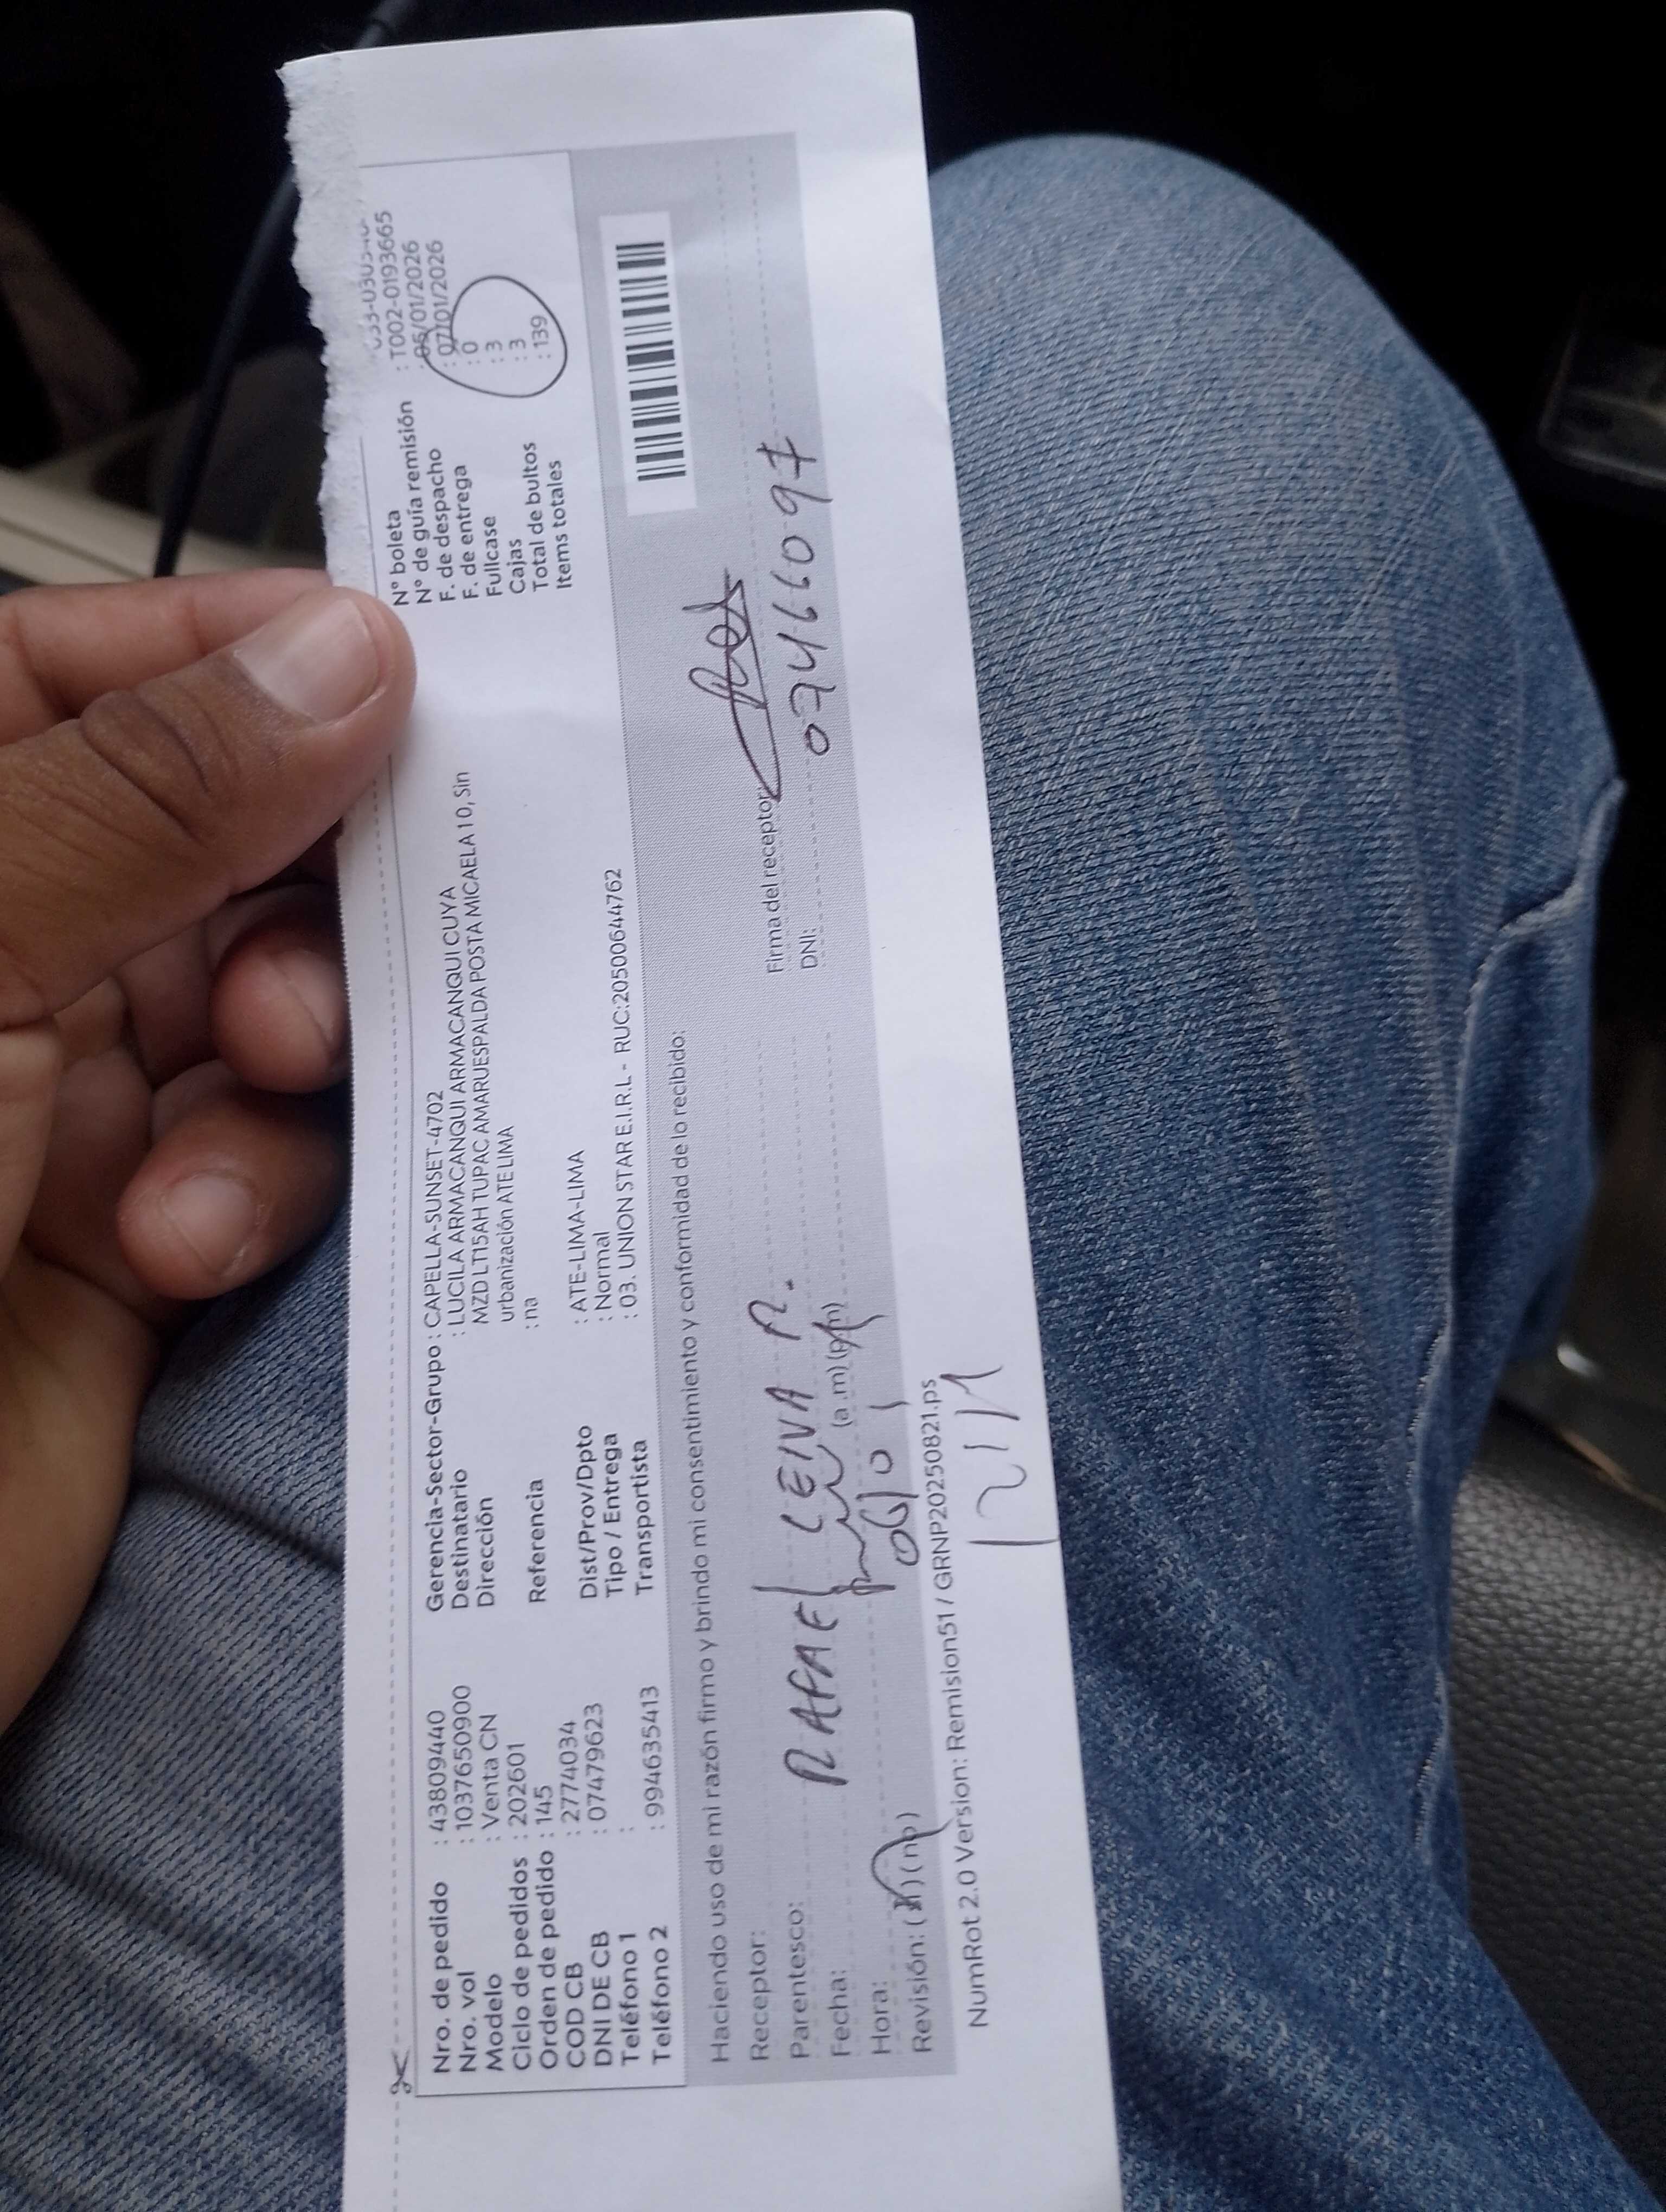 Nro. de pedido : 43809440
Nro. vol : 1037650900
Modelo : Venta CN
Ciclo de pedidos : 202601
Orden de pedido : 145
COD CB : 2774034
DNI DE CB : 07479623
Teléfono 1 :
Teléfono 2 : 994635413
Gerencia-Sector-Grupo : CAPELLA-SUNSET-4702
Destinatario : LUCILA ARMACANQUI ARMACANQUI CUYA
Dirección MZD LT15AH TUPAC AMARUESPALDA POSTA MICAELA 1 0, Sin
urbanización ATE LIMA
Referencia : na
Dist/Prov/Dpto : ATE-LIMA-LIMA
Tipo / Entrega : Normal
Transportista : 03. UNION STAR E.I.R.L - RUC:20500644762
N° boleta
N° de guía remisión : T002-0193665
F. de despacho : 05/01/2026
F. de entrega : 07/01/2026
Fullcase : 0
Cajas : 3
Total de bultos : 3
Items totales : 139
Haciendo uso de mi razón firmo y brindo mi consentimiento y conformidad de lo recibido:
Receptor:
Parentesco: RAFAEL LEIVA R.
Fecha:
Hora: (a.m) (p.m)
Revisión: (si) (no)
Firma del receptor:
DNI: 07466097
NumRot 2.0 Version: Remision51 / GRNP20250821.ps